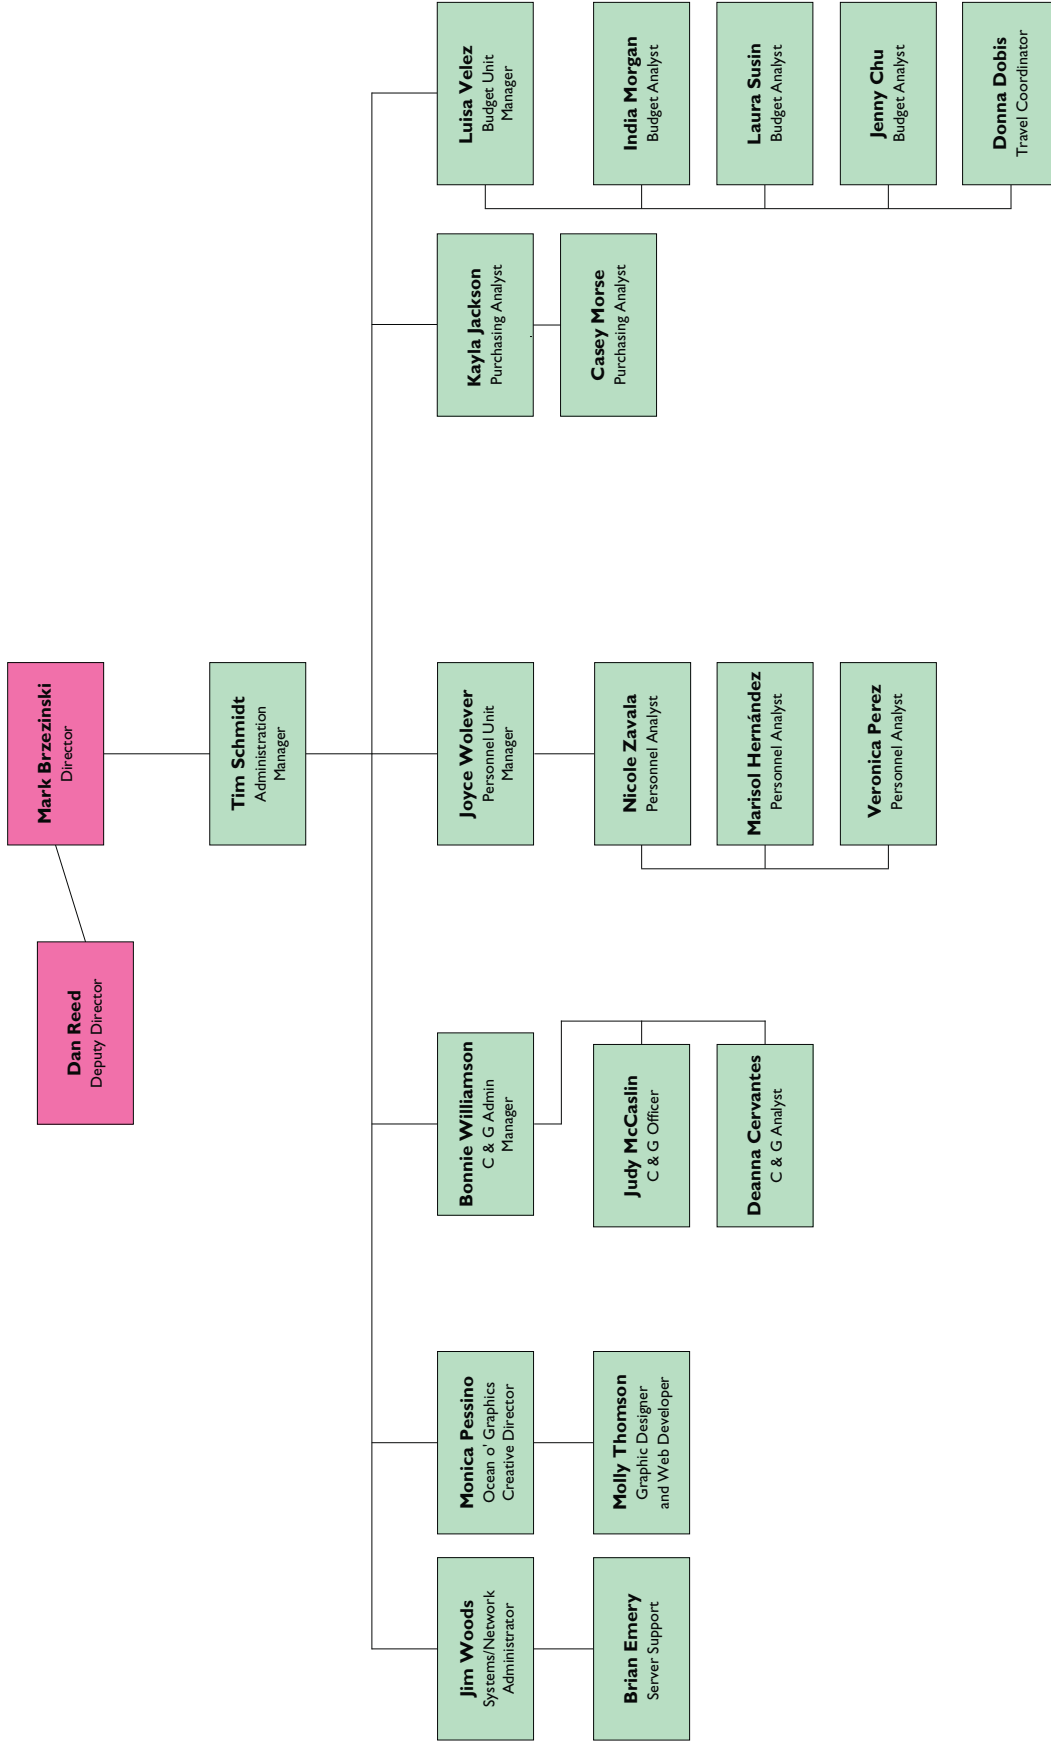 Mark Brzezinski
Director
Dan Reed
Deputy Director
Tim Schmidt
Administration
Manager
Jim Woods
Systems/Network
Administrator
Brian Emery
Server Support
Monica Pessino
Ocean o' Graphics
Creative Director
Molly Thomson
Graphic Designer
and Web Developer
Bonnie Williamson
C & G Admin
Manager
Judy McCaslin
C & G Officer
Deanna Cervantes
C & G Analyst
Joyce Wolever
Personnel Unit
Manager
Nicole Zavala
Personnel Analyst
Marisol Hernández
Personnel Analyst
Veronica Perez
Personnel Analyst
Kayla Jackson
Purchasing Analyst
Casey Morse
Purchasing Analyst
Luisa Velez
Budget Unit
Manager
India Morgan
Budget Analyst
Laura Susin
Budget Analyst
Jenny Chu
Budget Analyst
Donna Dobis
Travel Coordinator